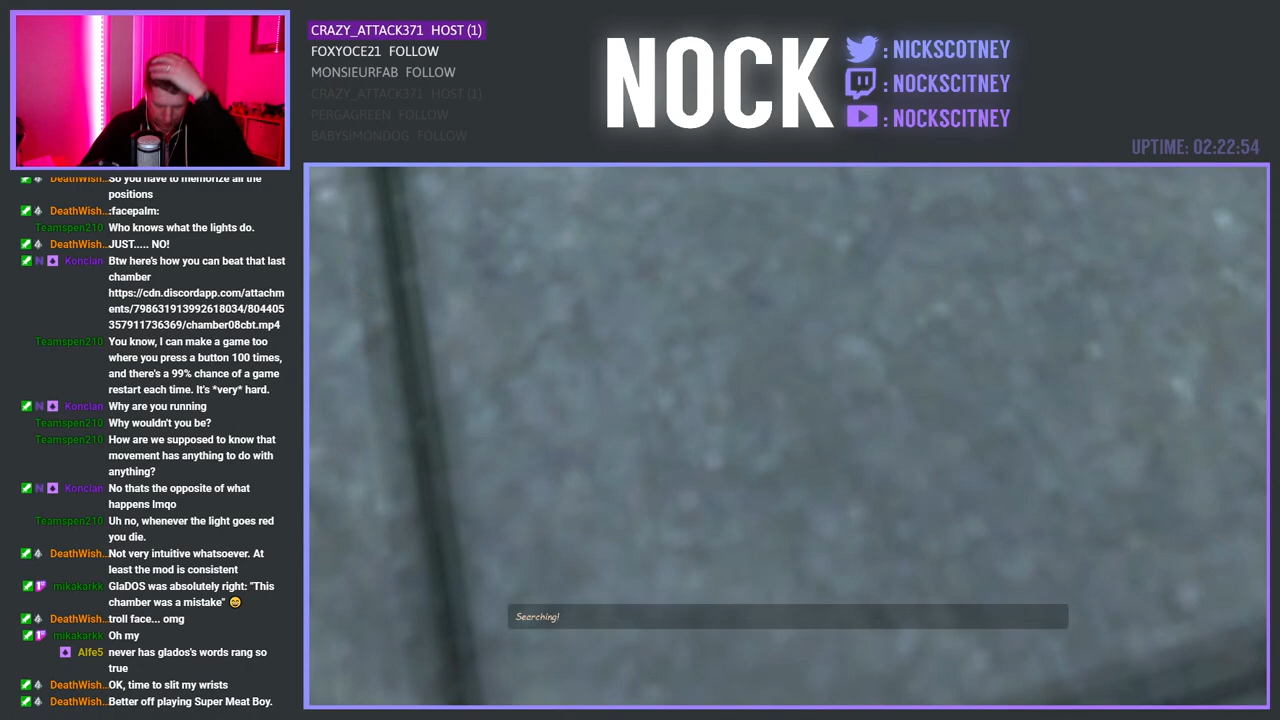 CRAZY_ATTACK371 HOST (1)
FOXYOCE21 FOLLOW
MONSIEURFAB FOLLOW
CRAZY_ATTACK371 HOST (1)
PERGAGREEN FOLLOW
BABYSIMONDOG FOLLOW
NOCK
: NICKSCOTNEY
: NOCKSCITNEY
: NOCKSCITNEY
UPTIME: 02:22:54
DeathWish... So you have to memorize all the
positions
DeathWish... :facepalm:
Teamspen210 Who knows what the lights do.
DeathWish... JUST..... NO!
Konclan Btw here's how you can beat that last
chamber
https://cdn.discordapp.com/attachm
ents/798631913992618034/804405
357911736369/chamber08cbt.mp4
Teamspen210 You know, I can make a game too
where you press a button 100 times,
and there's a 99% chance of a game
restart each time. It's *very* hard.
Konclan Why are you running
Teamspen210 Why wouldn't you be?
Teamspen210 How are we supposed to know that
movement has anything to do with
anything?
Konclan No thats the opposite of what
happens lmqo
Teamspen210 Uh no, whenever the light goes red
you die.
DeathWish... Not very intuitive whatsoever. At
least the mod is consistent
mikakarkk GlaDOS was absolutely right: "This
chamber was a mistake" 😄
DeathWish... troll face... omg
mikakarkk Oh my
Alfe5 never has glados's words rang so
true
DeathWish... OK, time to slit my wrists
DeathWish... Better off playing Super Meat Boy.
Searching!